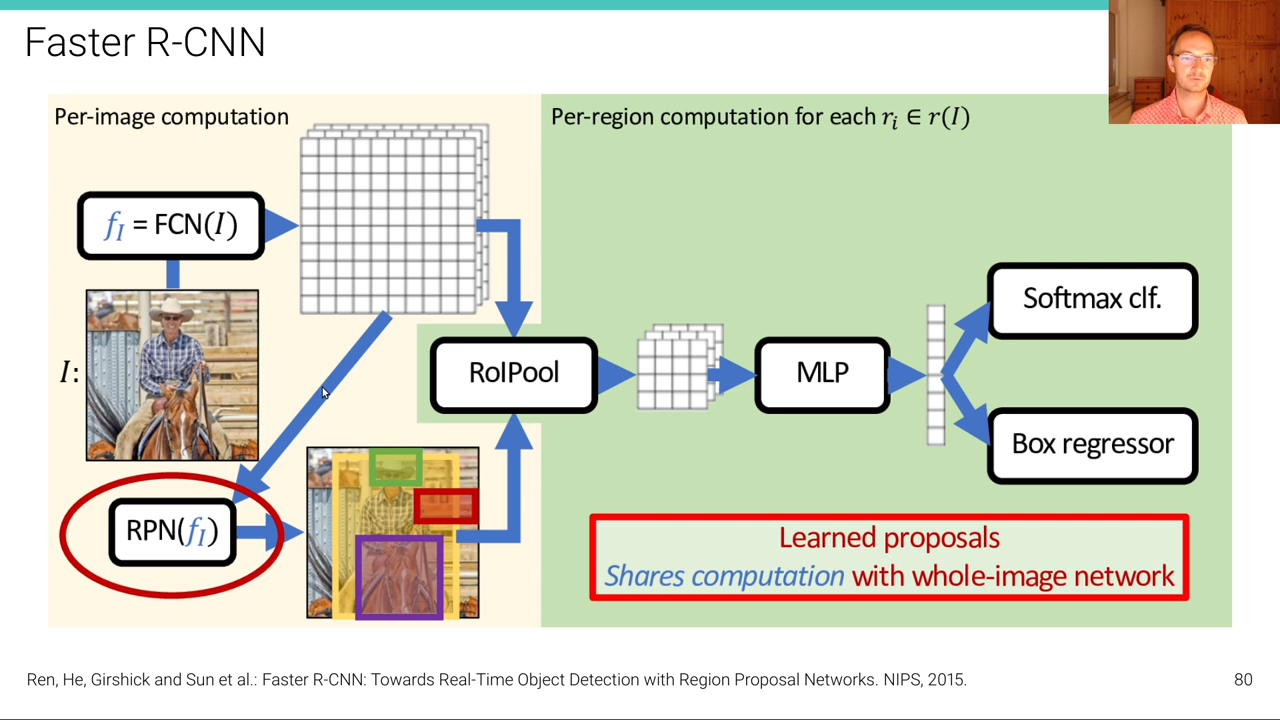 Faster R-CNN
Per-image computation
Per-region computation for each r_i ∈ r(I)
f_I = FCN(I)
I:
RPN(f_I)
RoIPool
MLP
Softmax clf.
Box regressor
Learned proposals
Shares computation with whole-image network
Ren, He, Girshick and Sun et al.: Faster R-CNN: Towards Real-Time Object Detection with Region Proposal Networks. NIPS, 2015.
80